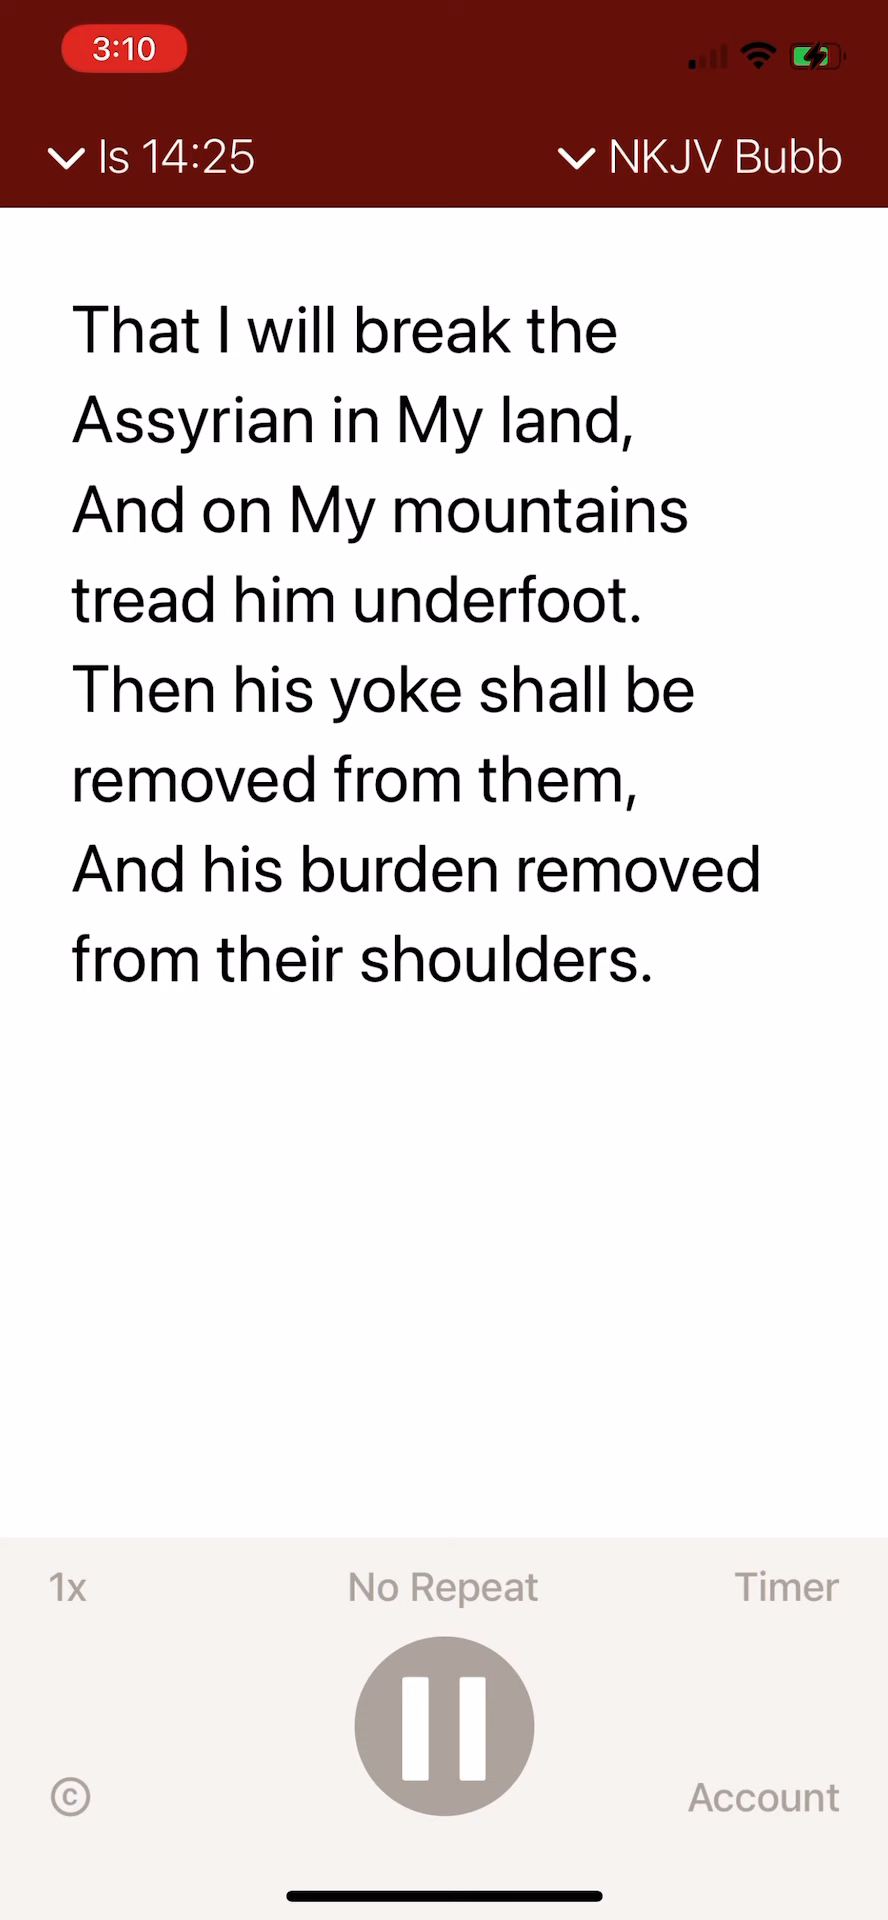 3:10
Is 14:25
NKJV Bubb
That I will break the
Assyrian in My land,
And on My mountains
tread him underfoot.
Then his yoke shall be
removed from them,
And his burden removed
from their shoulders.
1x
No Repeat
Timer
©
Account